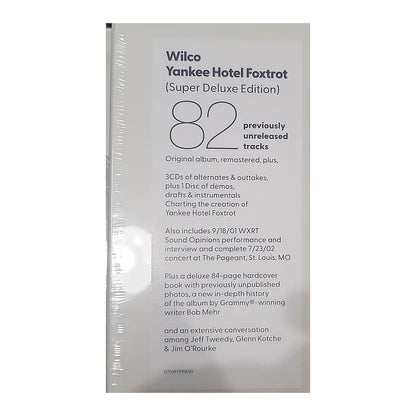 Wilco
Yankee Hotel Foxtrot
(Super Deluxe Edition)
82 previously
unreleased
tracks
Original album, remastered, plus,
3CDs of alternates & outtakes,
plus 1 Disc of demos,
drafts & instrumentals
Charting the creation of
Yankee Hotel Foxtrot
Also includes 9/18/01 WXRT
Sound Opinions performance and
interview and complete 7/23/02
concert at The Pageant, St. Louis, MO
Plus a deluxe 84-page hardcover
book with previously unpublished
photos, a new in-depth history
of the album by Grammy®-winning
writer Bob Mehr
and an extensive conversation
among Jeff Tweedy, Glenn Kotche
& Jim O'Rourke